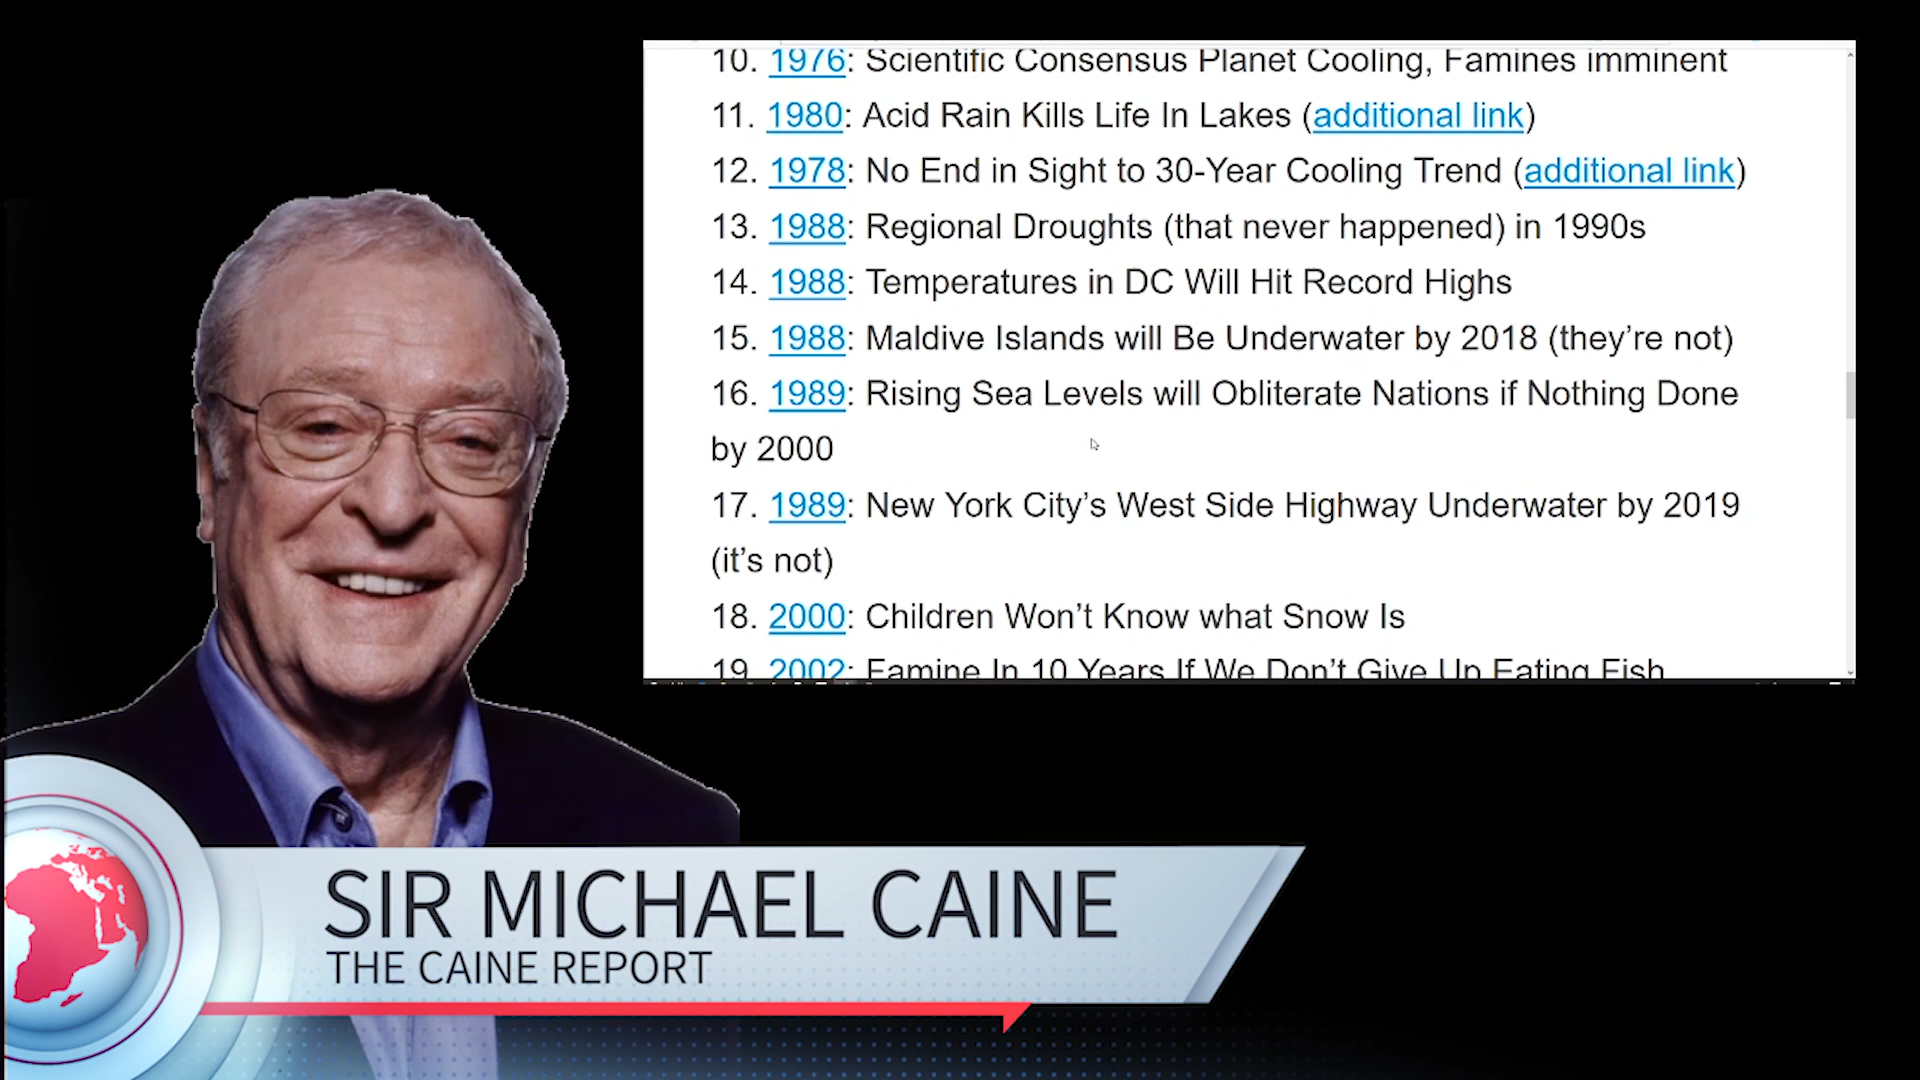 10. 1976: Scientific Consensus Planet Cooling, Famines imminent
11. 1980: Acid Rain Kills Life In Lakes (additional link)
12. 1978: No End in Sight to 30-Year Cooling Trend (additional link)
13. 1988: Regional Droughts (that never happened) in 1990s
14. 1988: Temperatures in DC Will Hit Record Highs
15. 1988: Maldive Islands will Be Underwater by 2018 (they're not)
16. 1989: Rising Sea Levels will Obliterate Nations if Nothing Done
by 2000
17. 1989: New York City's West Side Highway Underwater by 2019
(it's not)
18. 2000: Children Won't Know what Snow Is
19. 2002: Famine In 10 Years If We Don't Give Up Eating Fish
SIR MICHAEL CAINE
THE CAINE REPORT